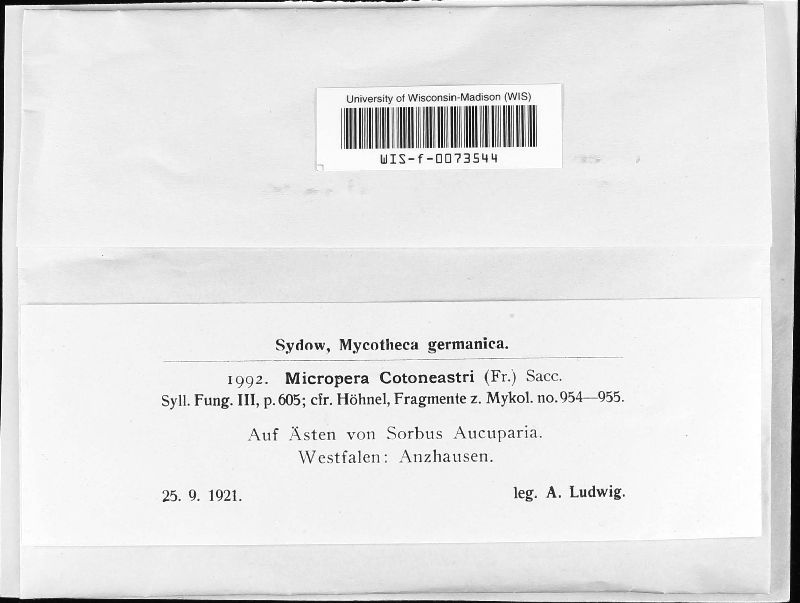 University of Wisconsin-Madison (WIS)
WIS-f-0073544
Sydow, Mycotheca germanica.
1992. Micropera Cotoneastri (Fr.) Sacc.
Syll. Fung. III, p. 605; cfr. Höhnel, Fragmente z. Mykol. no. 954—955.
Auf Ästen von Sorbus Aucuparia.
Westfalen: Anzhausen.
25. 9. 1921. leg. A. Ludwig.